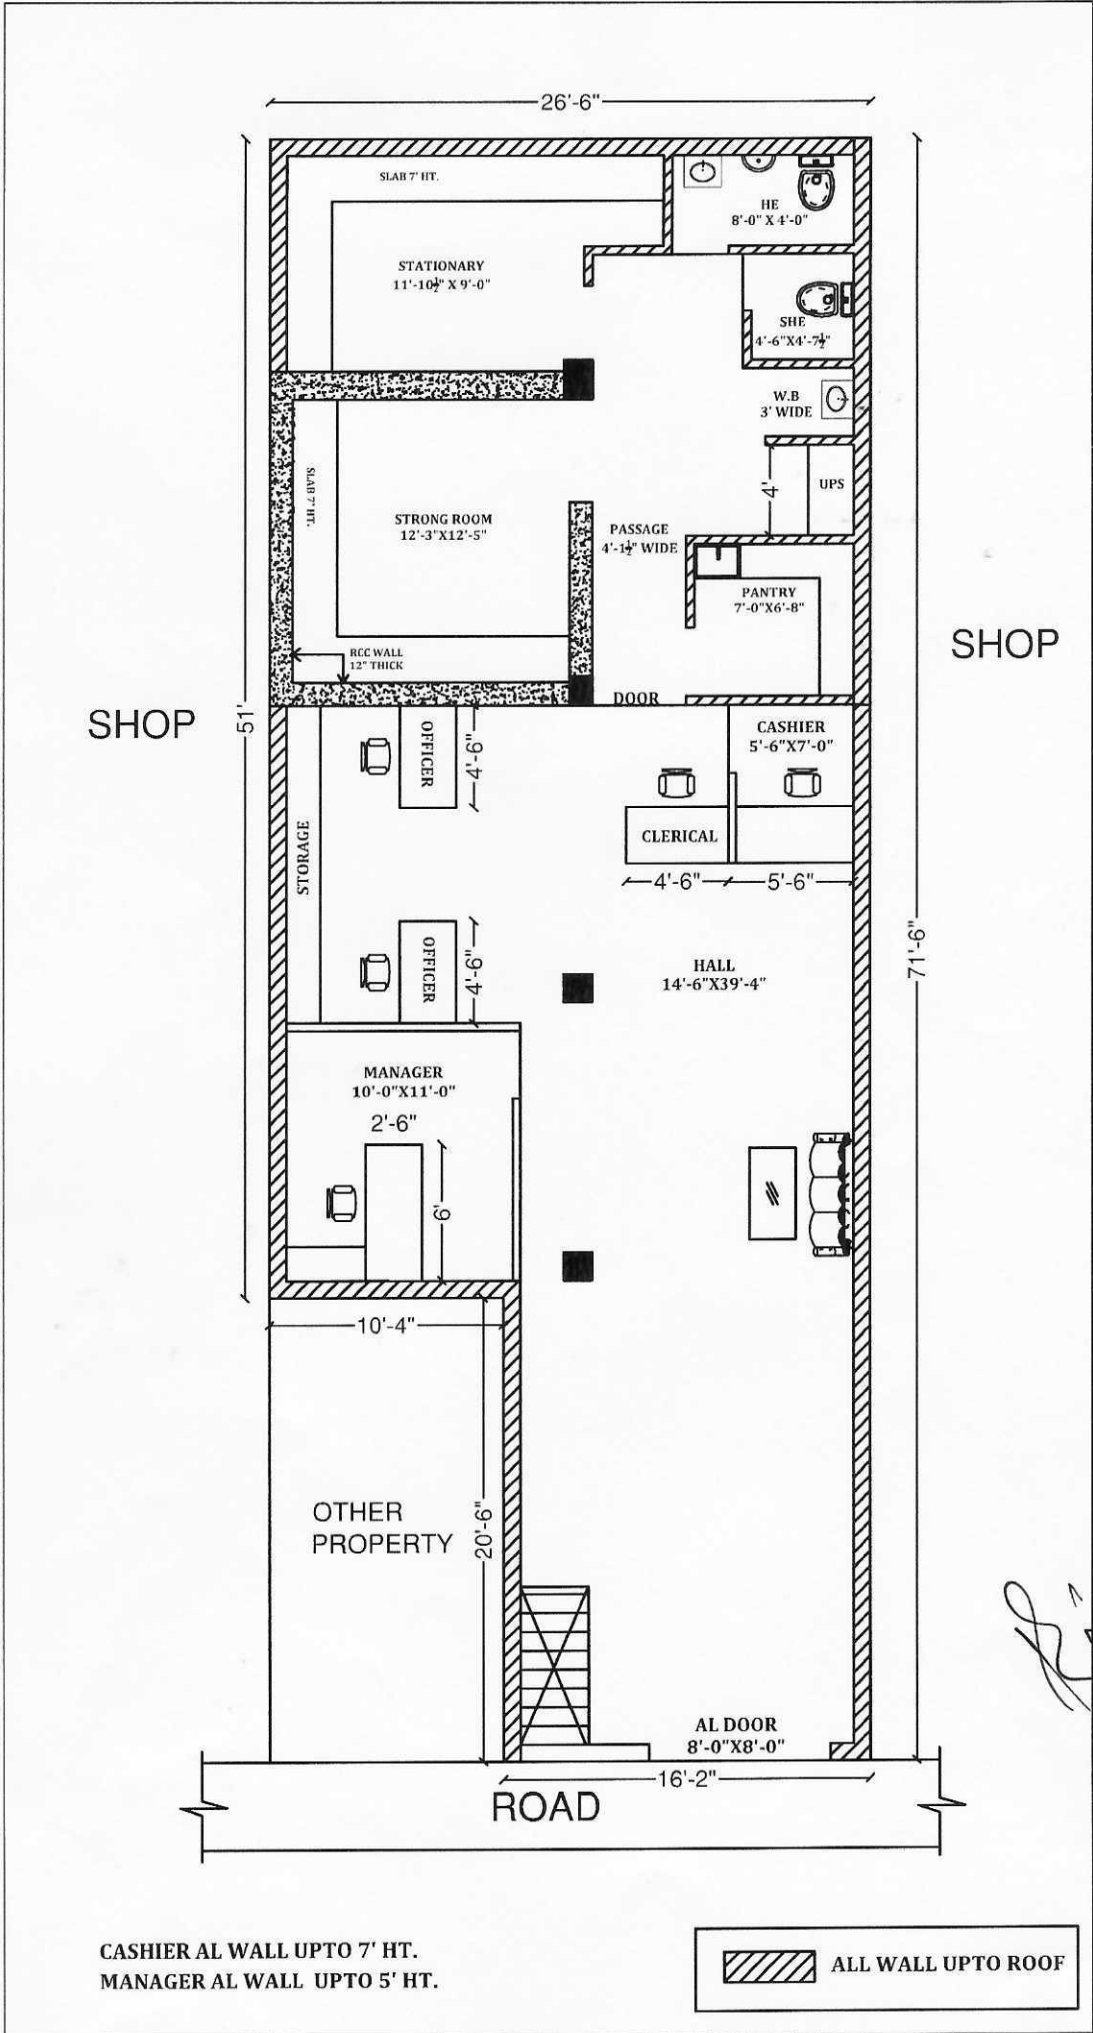 26'-6"
SLAB 7' HT.
HE
8'-0" X 4'-0"
STATIONARY
11'-10½" X 9'-0"
SHE
4'-6"X4'-7½"
W.B
3' WIDE
SLAB 7' HT.
4'
UPS
STRONG ROOM
12'-3"X12'-5"
PASSAGE
4'-1½" WIDE
PANTRY
7'-0"X6'-8"
SHOP
RCC WALL
12" THICK
DOOR
SHOP
51'
OFFICER
4'-6"
CASHIER
5'-6"X7'-0"
STORAGE
CLERICAL
4'-6"
5'-6"
OFFICER
4'-6"
HALL
14'-6"X39'-4"
71'-6"
MANAGER
10'-0"X11'-0"
2'-6"
6'
10'-4"
OTHER
PROPERTY
20'-6"
AL DOOR
8'-0"X8'-0"
16'-2"
ROAD
CASHIER AL WALL UPTO 7' HT.
MANAGER AL WALL UPTO 5' HT.
ALL WALL UPTO ROOF